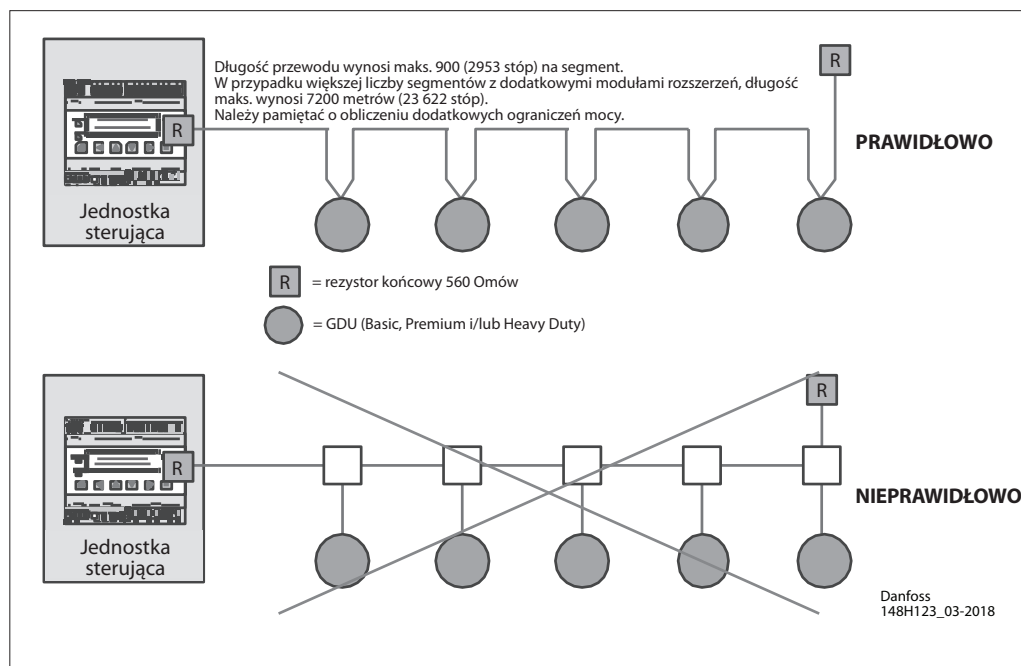 Długość przewodu wynosi maks. 900 (2953 stóp) na segment.
W przypadku większej liczby segmentów z dodatkowymi modułami rozszerzeń, długość
maks. wynosi 7200 metrów (23 622 stóp).
Należy pamiętać o obliczeniu dodatkowych ograniczeń mocy.
R
R
PRAWIDŁOWO
Jednostka
sterująca
R = rezystor końcowy 560 Omów
= GDU (Basic, Premium i/lub Heavy Duty)
R
R
NIEPRAWIDŁOWO
Jednostka
sterująca
Danfoss
148H123_03-2018